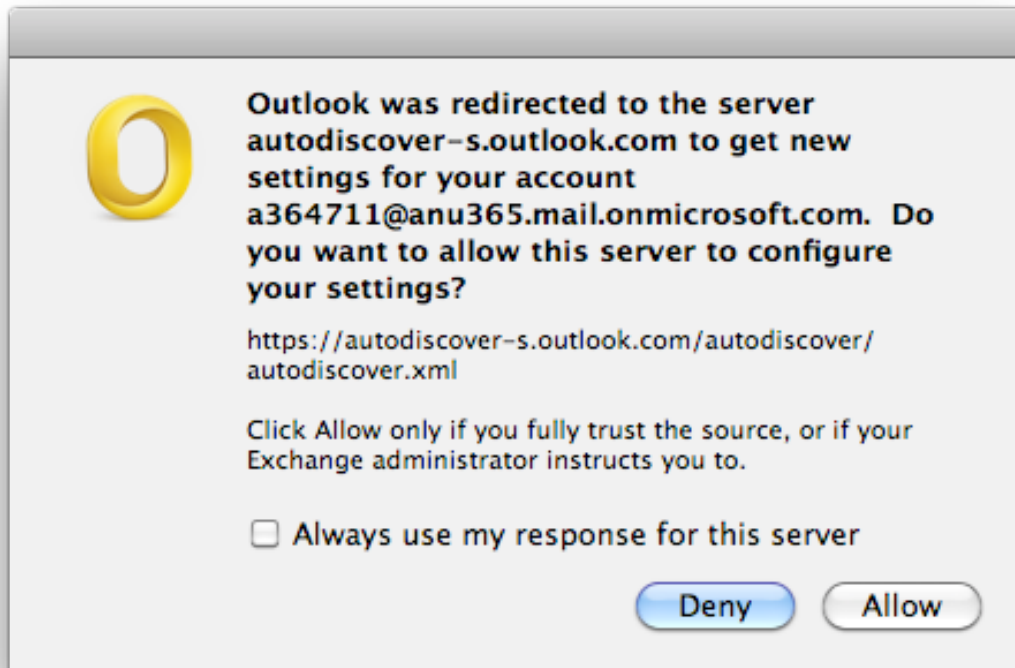 Outlook was redirected to the server
autodiscover-s.outlook.com to get new
settings for your account
a364711@anu365.mail.onmicrosoft.com.  Do
you want to allow this server to configure
your settings?
https://autodiscover-s.outlook.com/autodiscover/
autodiscover.xml
Click Allow only if you fully trust the source, or if your
Exchange administrator instructs you to.
Always use my response for this server
Deny
Allow